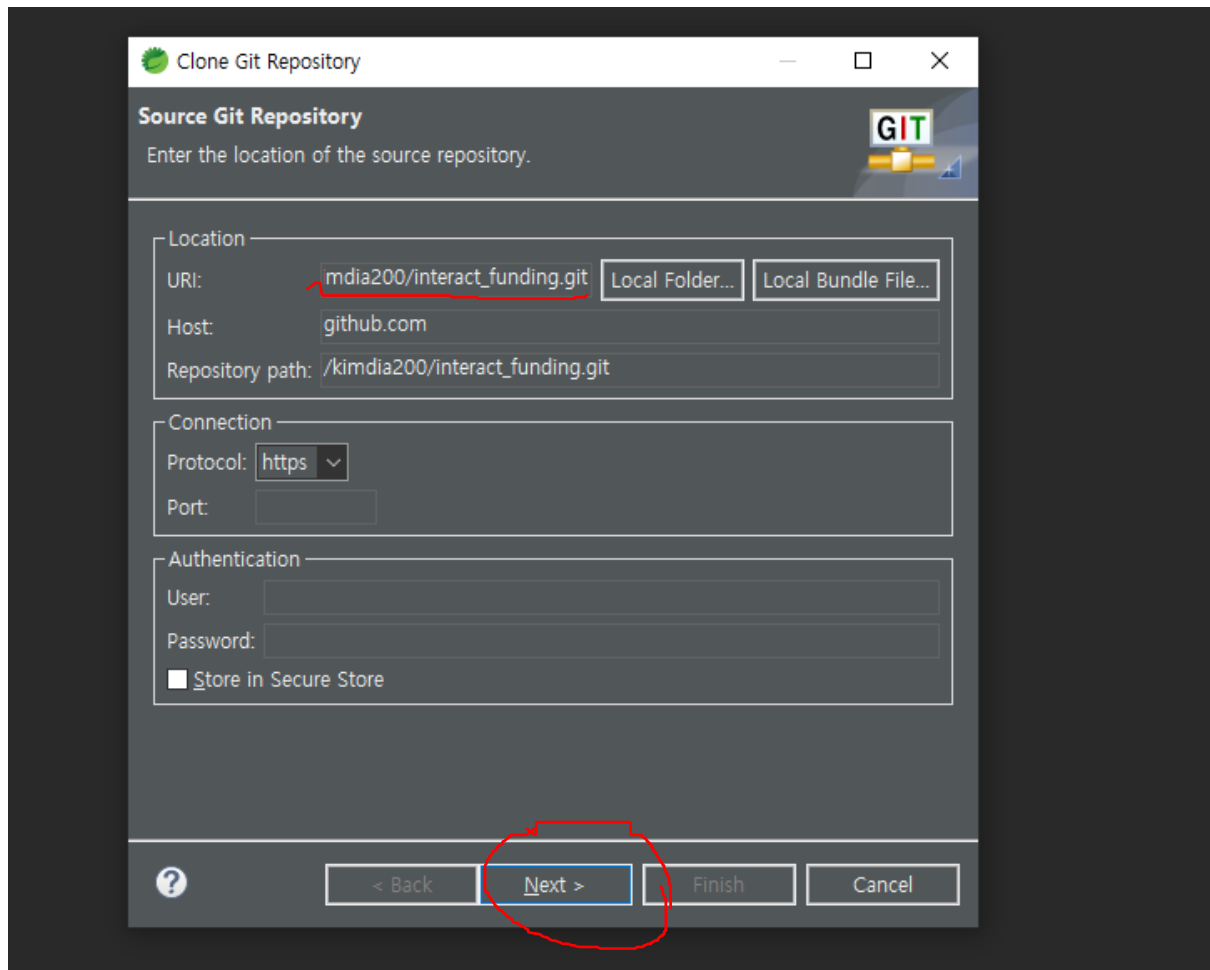 Clone Git Repository
Source Git Repository
Enter the location of the source repository.
GIT
Location
URI: mdia200/interact_funding.git Local Folder... Local Bundle File...
Host: github.com
Repository path: /kimdia200/interact_funding.git
Connection
Protocol: https
Port:
Authentication
User:
Password:
Store in Secure Store
? < Back Next > Finish Cancel